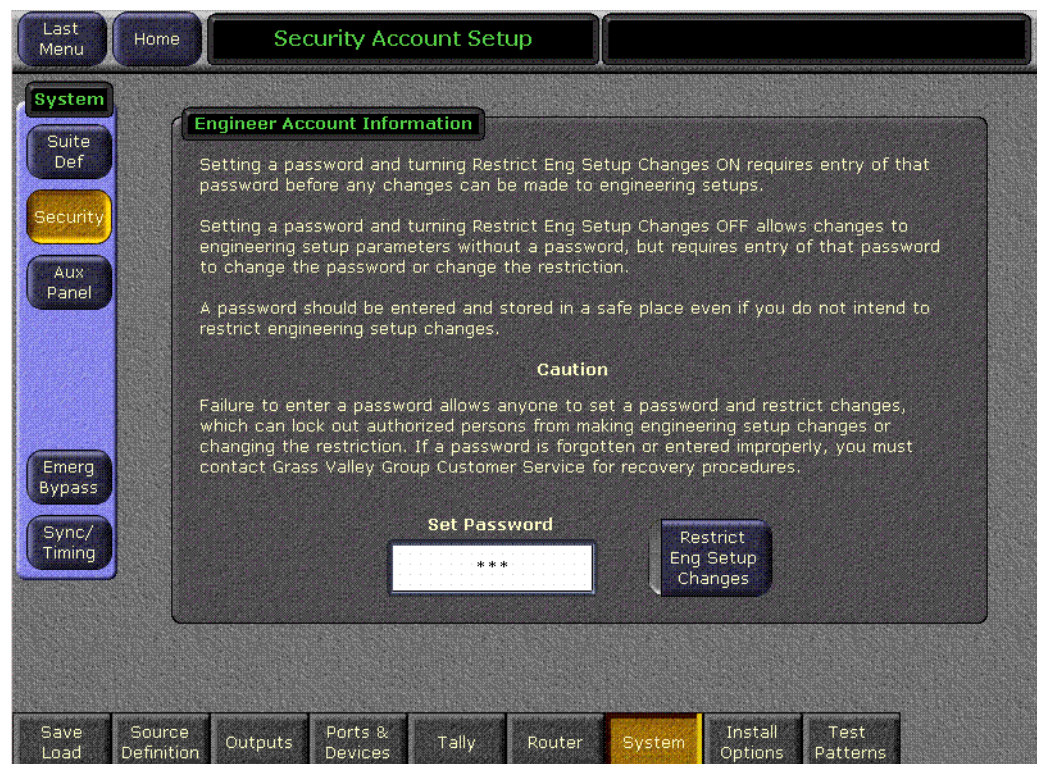 Last
Menu
Home
Security Account Setup
System
Suite
Def
Security
Aux
Panel
Emerg
Bypass
Sync/
Timing
Engineer Account Information
Setting a password and turning Restrict Eng Setup Changes ON requires entry of that
password before any changes can be made to engineering setups.
Setting a password and turning Restrict Eng Setup Changes OFF allows changes to
engineering setup parameters without a password, but requires entry of that password
to change the password or change the restriction.
A password should be entered and stored in a safe place even if you do not intend to
restrict engineering setup changes.
Caution
Failure to enter a password allows anyone to set a password and restrict changes,
which can lock out authorized persons from making engineering setup changes or
changing the restriction. If a password is forgotten or entered improperly, you must
contact Grass Valley Group Customer Service for recovery procedures.
Set Password
***
Restrict
Eng Setup
Changes
Save
Load
Source
Definition
Outputs
Ports &
Devices
Tally
Router
System
Install
Options
Test
Patterns